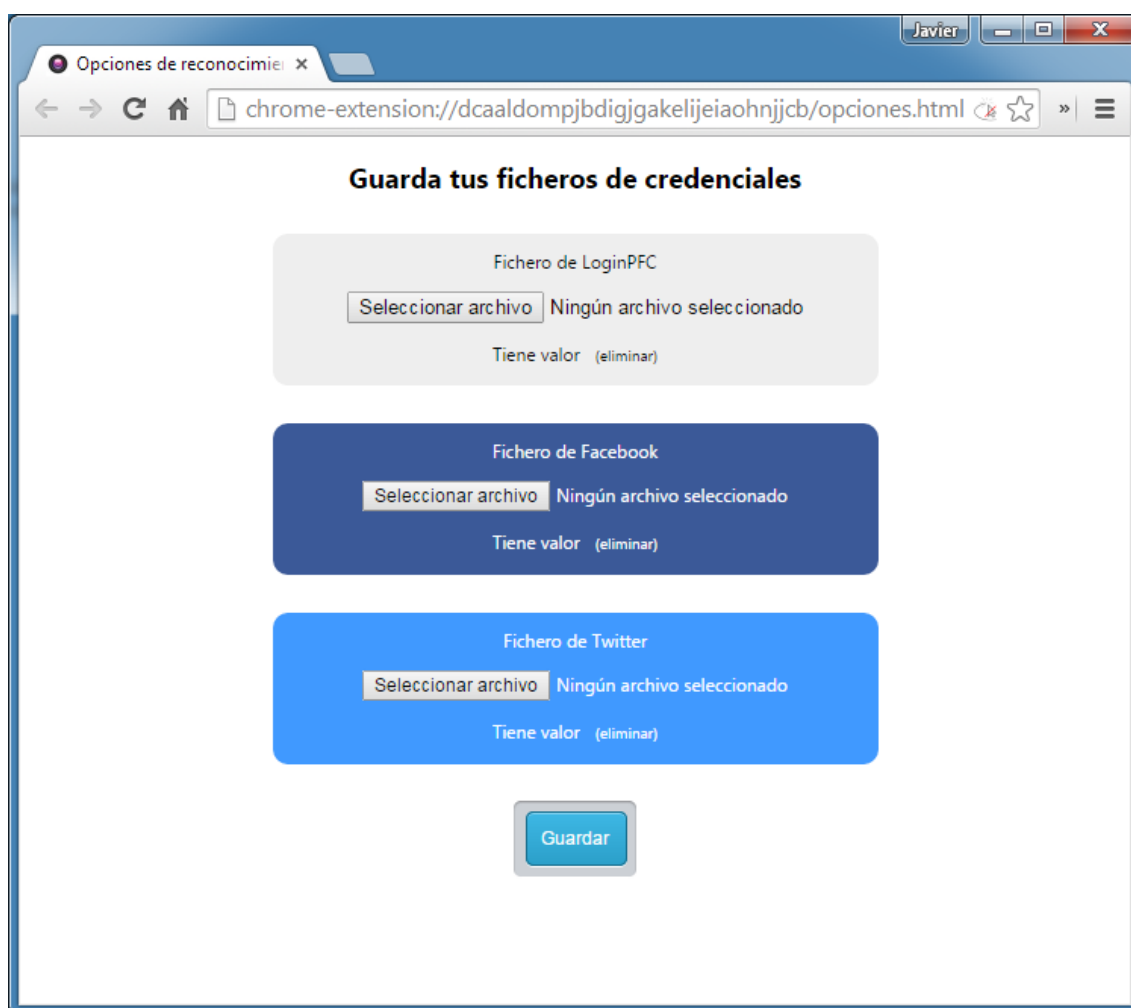 Javier
Opciones de reconocimie
chrome-extension://dcaaldompjbdigjgakelijeiaohnjjcb/opciones.html
Guarda tus ficheros de credenciales
Fichero de LoginPFC
Seleccionar archivo Ningún archivo seleccionado
Tiene valor (eliminar)
Fichero de Facebook
Seleccionar archivo Ningún archivo seleccionado
Tiene valor (eliminar)
Fichero de Twitter
Seleccionar archivo Ningún archivo seleccionado
Tiene valor (eliminar)
Guardar